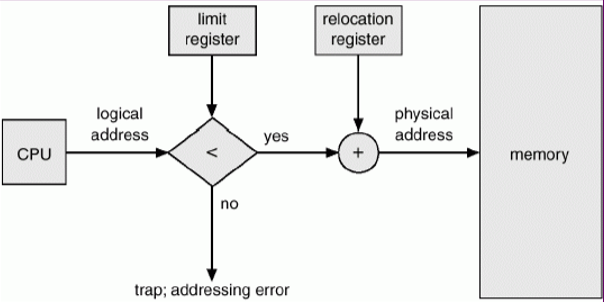 limit
register
relocation
register
logical
address
physical
address
CPU
<
yes
+
memory
no
trap; addressing error